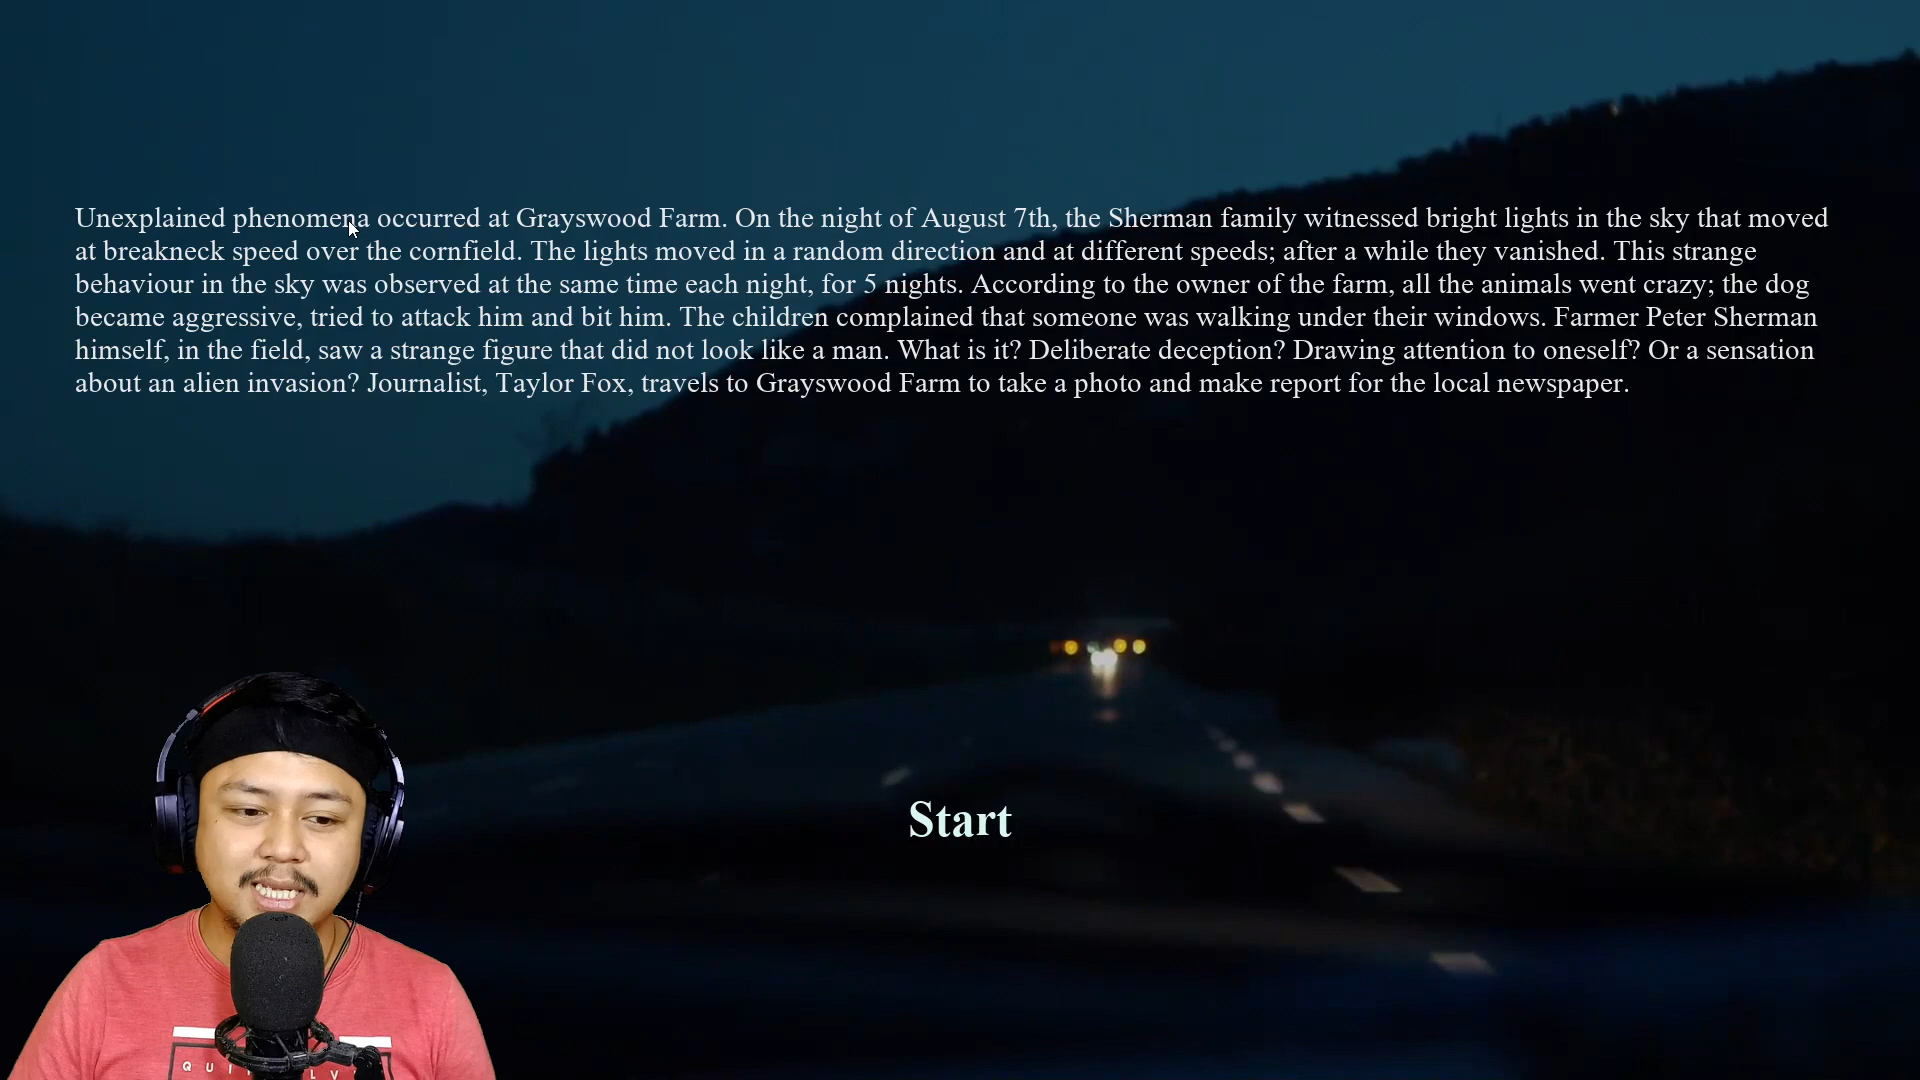 Unexplained phenomena occurred at Grayswood Farm. On the night of August 7th, the Sherman family witnessed bright lights in the sky that moved
at breakneck speed over the cornfield. The lights moved in a random direction and at different speeds; after a while they vanished. This strange
behaviour in the sky was observed at the same time each night, for 5 nights. According to the owner of the farm, all the animals went crazy; the dog
became aggressive, tried to attack him and bit him. The children complained that someone was walking under their windows. Farmer Peter Sherman
himself, in the field, saw a strange figure that did not look like a man. What is it? Deliberate deception? Drawing attention to oneself? Or a sensation
about an alien invasion? Journalist, Taylor Fox, travels to Grayswood Farm to take a photo and make report for the local newspaper.
Start